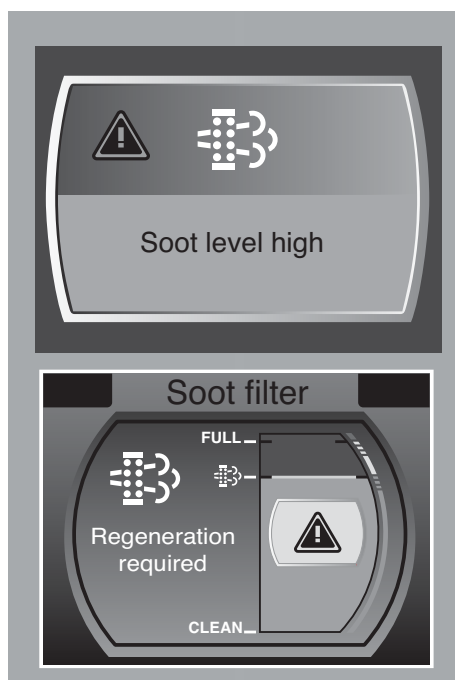 Soot level high
Soot filter
FULL
Regeneration
required
CLEAN